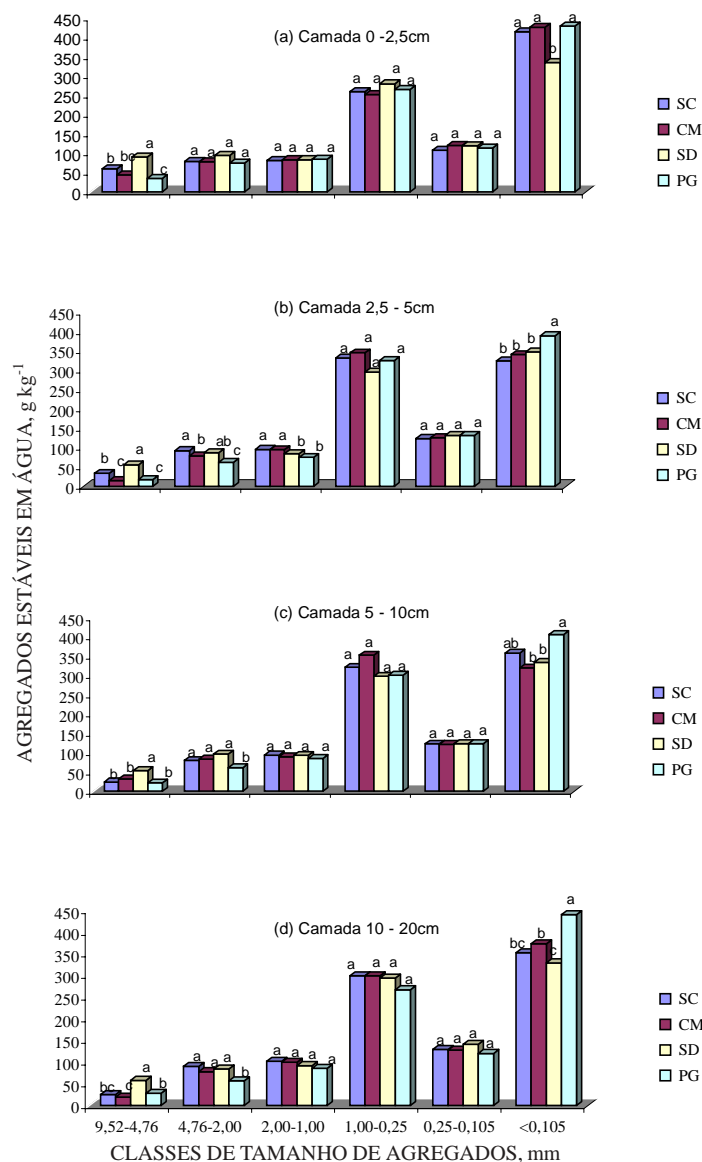 (a) Camada 0 -2,5cm
450
400
350
300
250
200
150
100
50
0
b bc a c
a a a a
a a a a
a a a a
a a a a
a a b a
SC
CM
SD
PG
(b) Camada 2,5 - 5cm
450
400
350
300
250
200
150
100
50
0
b c a c
a b ab c
a a b b
a a a a
a a a a
b b b a
SC
CM
SD
PG
AGREGADOS ESTÁVEIS EM ÁGUA, g kg⁻¹
(c) Camada 5 - 10cm
450
400
350
300
250
200
150
100
50
0
b b a b
a a a b
a a a a
a a a a
a a a a
ab b b a
SC
CM
SD
PG
(d) Camada 10 - 20cm
450
400
350
300
250
200
150
100
50
0
bc c a b
a a a b
a a a a
a a a a
a a a a
bc b c a
SC
CM
SD
PG
9,52-4,76 4,76-2,00 2,00-1,00 1,00-0,25 0,25-0,105 <0,105
CLASSES DE TAMANHO DE AGREGADOS, mm